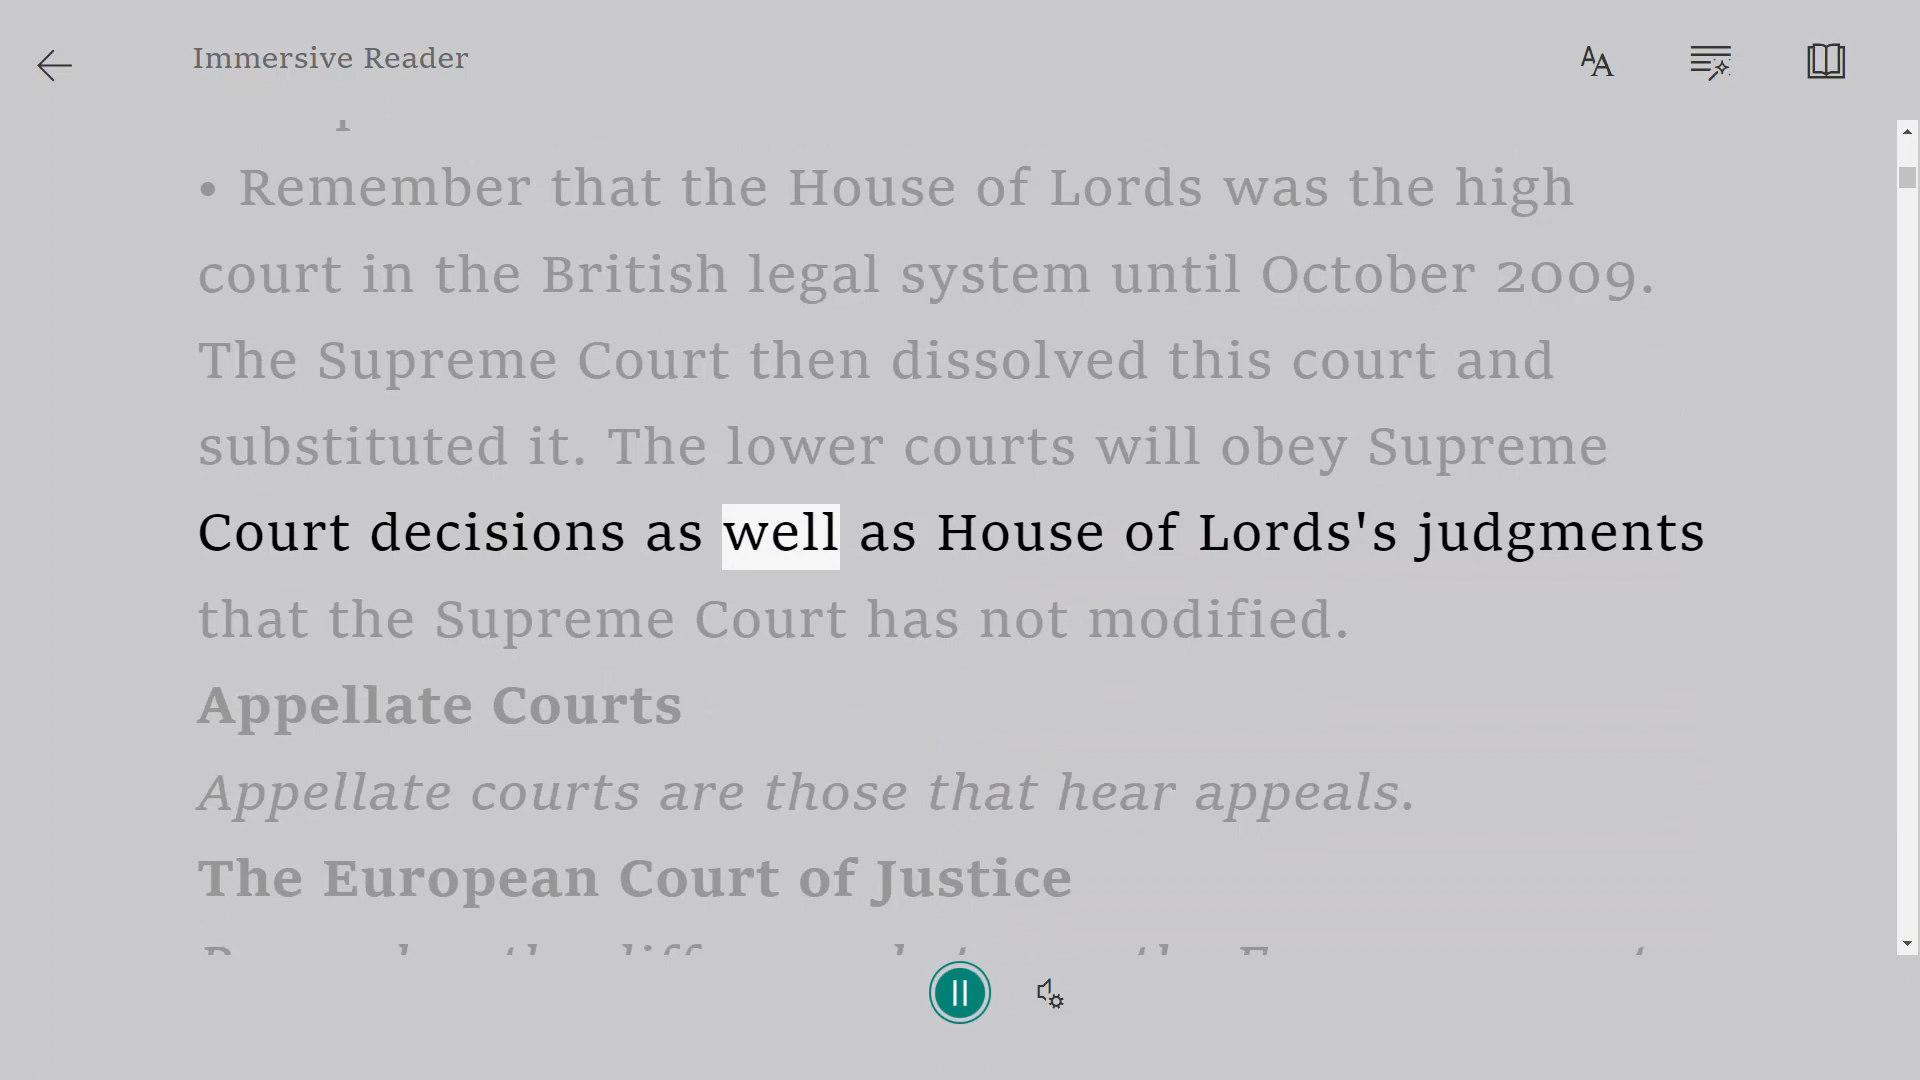 Immersive Reader
• Remember that the House of Lords was the high
court in the British legal system until October 2009.
The Supreme Court then dissolved this court and
substituted it. The lower courts will obey Supreme
Court decisions as well as House of Lords's judgments
that the Supreme Court has not modified.
Appellate Courts
Appellate courts are those that hear appeals.
The European Court of Justice